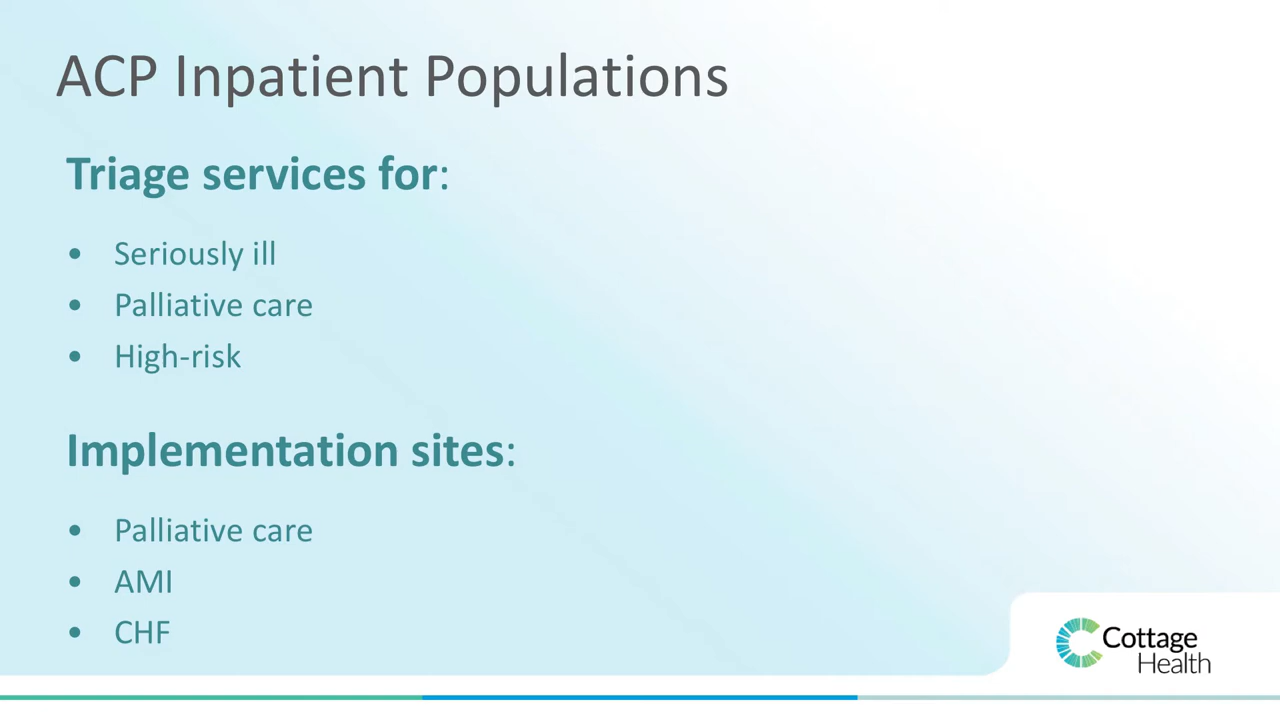 ACP Inpatient Populations
Triage services for:
• Seriously ill
• Palliative care
• High-risk
Implementation sites:
• Palliative care
• AMI
• CHF
Cottage
Health